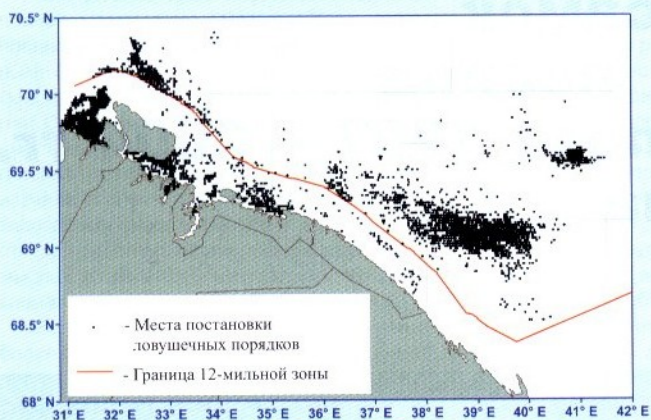 70.5° N
70° N
69.5° N
69° N
68.5° N
68° N
- Места постановки
ловушечных порядков
- Граница 12-мильной зоны
31° E 32° E 33° E 34° E 35° E 36° E 37° E 38° E 39° E 40° E 41° E 42° E